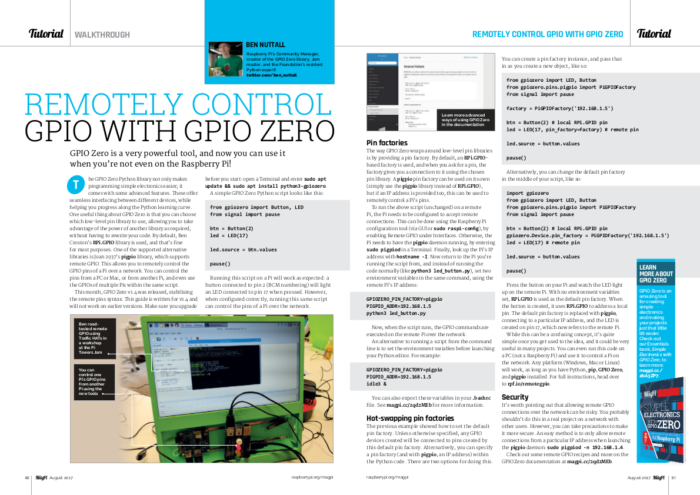 Tutorial
WALKTHROUGH
BEN NUTTALL
Raspberry Pi's Community Manager,
creator of the GPIO Zero library, Jam
maker, and the Foundation's resident
Python expert!
twitter.com/ben_nuttall
REMOTELY CONTROL
GPIO WITH GPIO ZERO
GPIO Zero is a very powerful tool, and now you can use it
when you're not even on the Raspberry Pi!
The GPIO Zero Python library not only makes
programming simple electronics easier, it
comes with some advanced features. These offer
seamless interfacing between different devices, while
helping you progress along the Python learning curve.
One useful thing about GPIO Zero is that you can choose
which low-level pin library to use, allowing you to take
advantage of the power of another library as required,
without having to rewrite your code. By default, Ben
Croston's RPi.GPIO library is used, and that's fine
for most purposes. One of the supported alternative
libraries is Joan 2937's pigpio library, which supports
remote GPIO. This allows you to remotely control the
GPIO pins of a Pi over a network. You can control the
pins from a PC or Mac, or from another Pi, and even use
the GPIOs of multiple Pis within the same script.
This month, GPIO Zero v1.4 was released, stabilising
the remote pins syntax. This guide is written for v1.4, and
will not work on earlier versions. Make sure you upgrade
before you start: open a Terminal and enter sudo apt
update && sudo apt install python3-gpiozero
A simple GPIO Zero Python script looks like this:
from gpiozero import Button, LED
from signal import pause
btn = Button(2)
led = LED(17)
led.source = btn.values
pause()
Running this script on a Pi will work as expected: a
button connected to pin 2 (BCM numbering) will light
an LED connected to pin 17 when pressed. However,
when configured correctly, running this same script
can control the pins of a Pi over the network.
Ben road-
tested remote
GPIO using
Traffic HATs in
a workshop
at the Pi
Towers Jam
You can
control one
Pi's GPIO pins
from another
Pi using the
new tools
August 2017
raspberrypi.org/magpi
REMOTELY CONTROL GPIO WITH GPIO ZERO
Tutorial
Learn more advanced
ways of using GPIO Zero
in the documentation
Pin factories
The way GPIO Zero wraps around low-level pin libraries
is by providing a pin factory. By default, an RPi.GPIO-
based factory is used, and when you ask for a pin, the
factory gives you a connection to it using the chosen
pin library. A pigpio pin factory can be used on its own
(simply use the pigpio library instead of RPi.GPIO),
but if an IP address is provided too, this can be used to
remotely control a Pi's pins.
To run the above script (unchanged) on a remote
Pi, the Pi needs to be configured to accept remote
connections. This can be done using the Raspberry Pi
configuration tool (via GUI or sudo raspi-config), by
enabling Remote GPIO under Interfaces. Otherwise, the
Pi needs to have the pigpio daemon running, by entering
sudo pigpiod in a Terminal. Finally, look up the Pi's IP
address with hostname -I. Now return to the Pi you're
running the script from, and instead of running the
code normally (like python3 led_button.py), set two
environment variables in the same command, using the
remote Pi's IP address:
GPIOZERO_PIN_FACTORY=pigpio
PIGPIO_ADDR=192.168.1.5
python3 led_button.py
Now, when the script runs, the GPIO commands are
executed on the remote Pi over the network.
An alternative to running a script from the command
line is to set the environment variables before launching
your Python editor. For example:
GPIOZERO_PIN_FACTORY=pigpio
PIGPIO_ADDR=192.168.1.5
idle3 &
You can also export these variables in your .bashrc
file. See magpi.cc/2q4zMEb for more information.
Hot-swapping pin factories
The previous example showed how to set the default
pin factory. Unless otherwise specified, any GPIO
devices created will be connected to pins created by
this default pin factory. Alternatively, you can specify
a pin factory (and with pigpio, an IP address) within
the Python code. There are two options for doing this.
You can create a pin factory instance, and pass that
in as you create a new object, like so:
from gpiozero import LED, Button
from gpiozero.pins.pigpio import PiGPIOFactory
from signal import pause
factory = PiGPIOFactory('192.168.1.5')
btn = Button(2) # local RPi.GPIO pin
led = LED(17, pin_factory=factory) # remote pin
led.source = button.values
pause()
Alternatively, you can change the default pin factory
in the middle of your script, like so:
import gpiozero
from gpiozero import LED, Button
from gpiozero.pins.pigpio import PiGPIOFactory
from signal import pause
btn = Button(2) # local RPi.GPIO pin
gpiozero.Device.pin_factory = PiGPIOFactory('192.168.1.5')
led = LED(17) # remote pin
led.source = button.values
pause()
Press the button on your Pi and watch the LED light
up on the remote Pi. With no environment variables
set, RPi.GPIO is used as the default pin factory. When
the button is created, it uses RPi.GPIO to address a local
pin. The default pin factory is replaced with pigpio,
connecting to a particular IP address, and the LED is
created on pin 17, which now refers to the remote Pi.
While this can be a confusing concept, it's quite
simple once you get used to the idea, and it could be very
useful in many projects. You can even run this code on
a PC (not a Raspberry Pi) and use it to control a Pi on
the network. Any platform (Windows, Mac or Linux)
will work, as long as you have Python, pip, GPIO Zero,
and pigpio installed. For full instructions, head over
to rpf.io/remotegpio.
Security
It's worth pointing out that allowing remote GPIO
connections over the network can be risky. You probably
shouldn't do this in a real project on a network with
other users. However, you can take precautions to make
it more secure. An easy method is to only allow remote
connections from a particular IP address when launching
the pigpio daemon: sudo pigpiod -n 192.168.1.4
Check out some remote GPIO recipes and more on the
GPIO Zero documentation at magpi.cc/2q4zMEb
LEARN
MORE ABOUT
GPIO ZERO
ELECTRONICS
GPIO ZERO
raspberrypi.org/magpi
August 2017